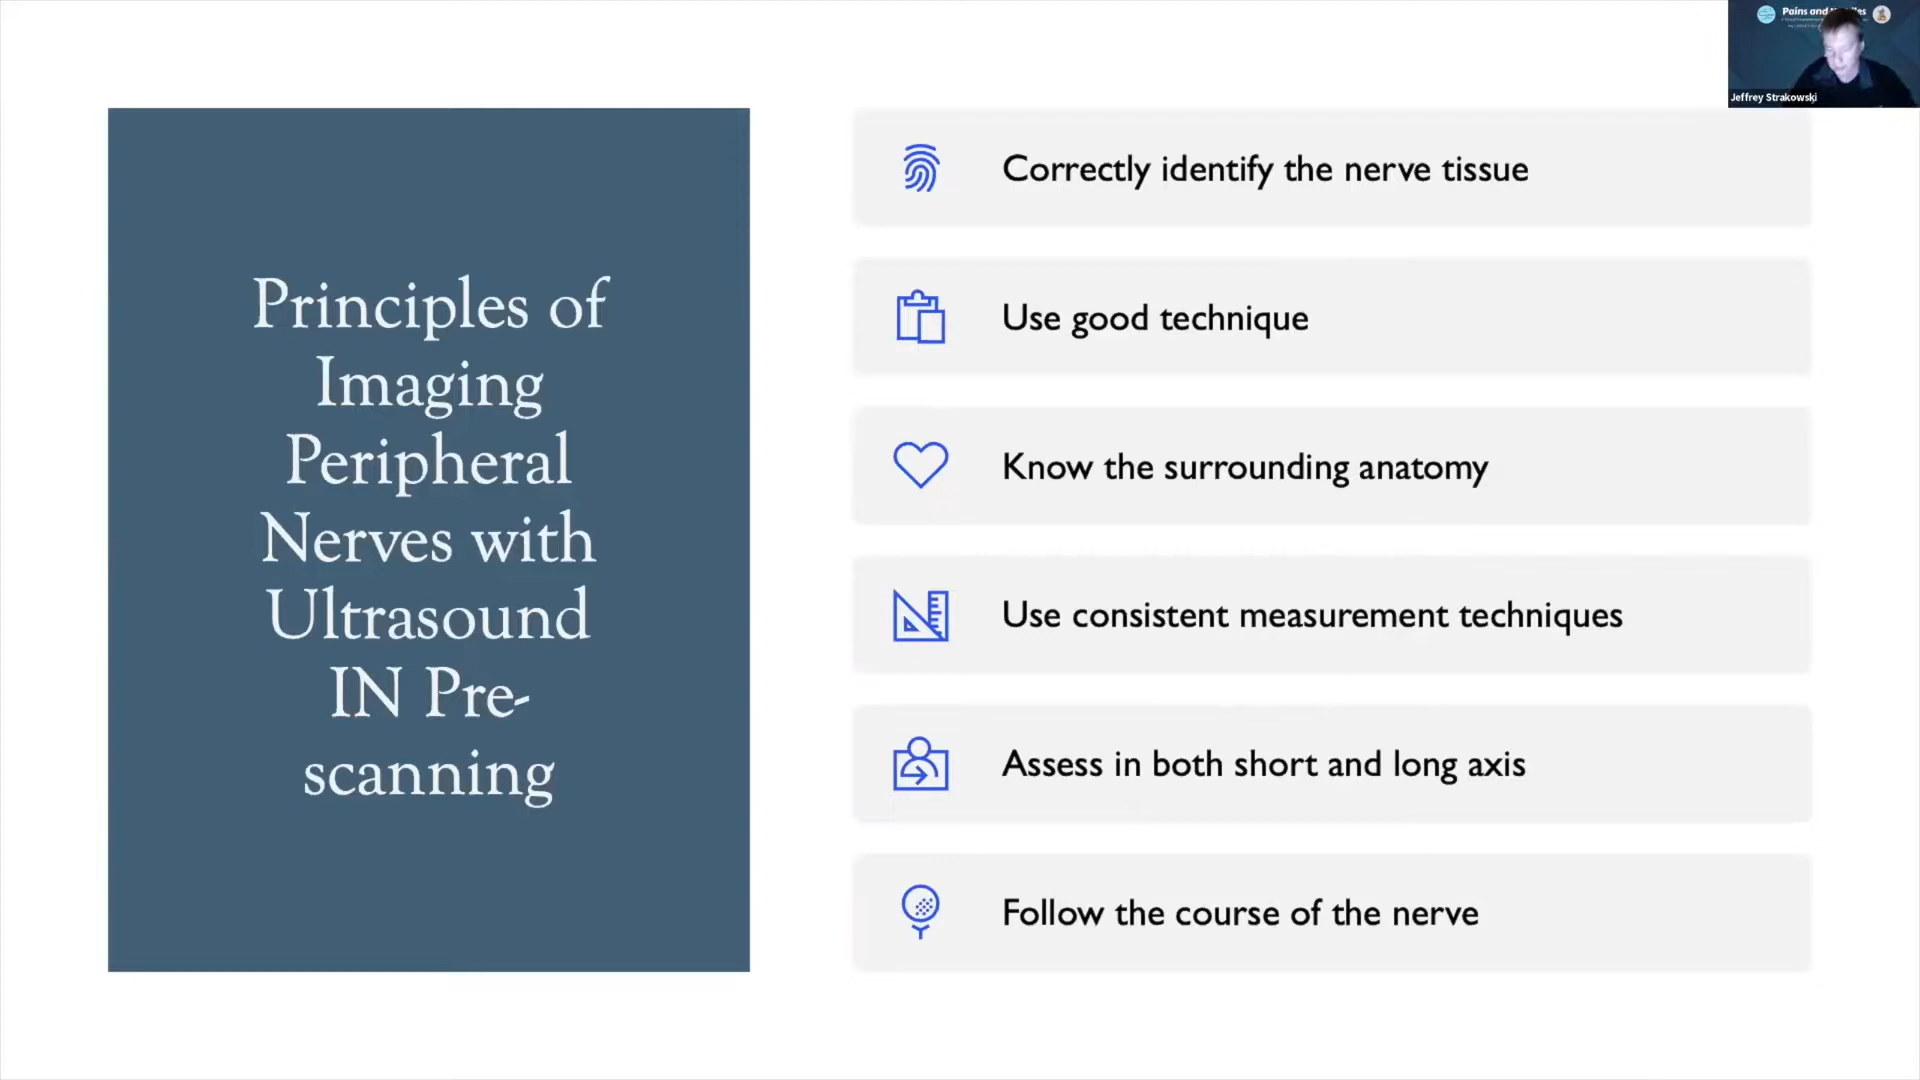 Pains and
Jeffrey Strakowski
Principles of
Imaging
Peripheral
Nerves with
Ultrasound
IN Pre-
scanning
Correctly identify the nerve tissue
Use good technique
Know the surrounding anatomy
Use consistent measurement techniques
Assess in both short and long axis
Follow the course of the nerve